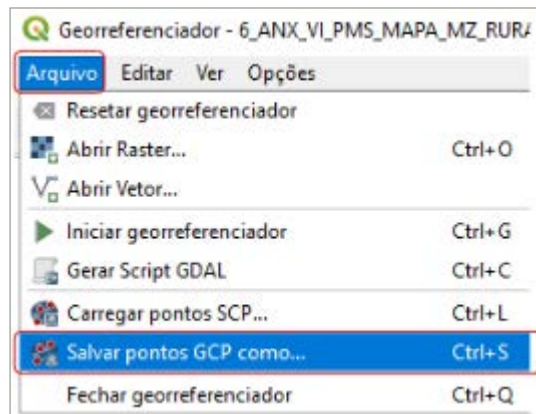 Georreferenciador - 6_ANX_VI_PMS_MAPA_MZ_RURA
Arquivo Editar Ver Opções
Resetar georreferenciador
Abrir Raster... Ctrl+O
Abrir Vetor...
Iniciar georreferenciador Ctrl+G
Gerar Script GDAL Ctrl+C
Carregar pontos SCP... Ctrl+L
Salvar pontos GCP como... Ctrl+S
Fechar georreferenciador Ctrl+Q